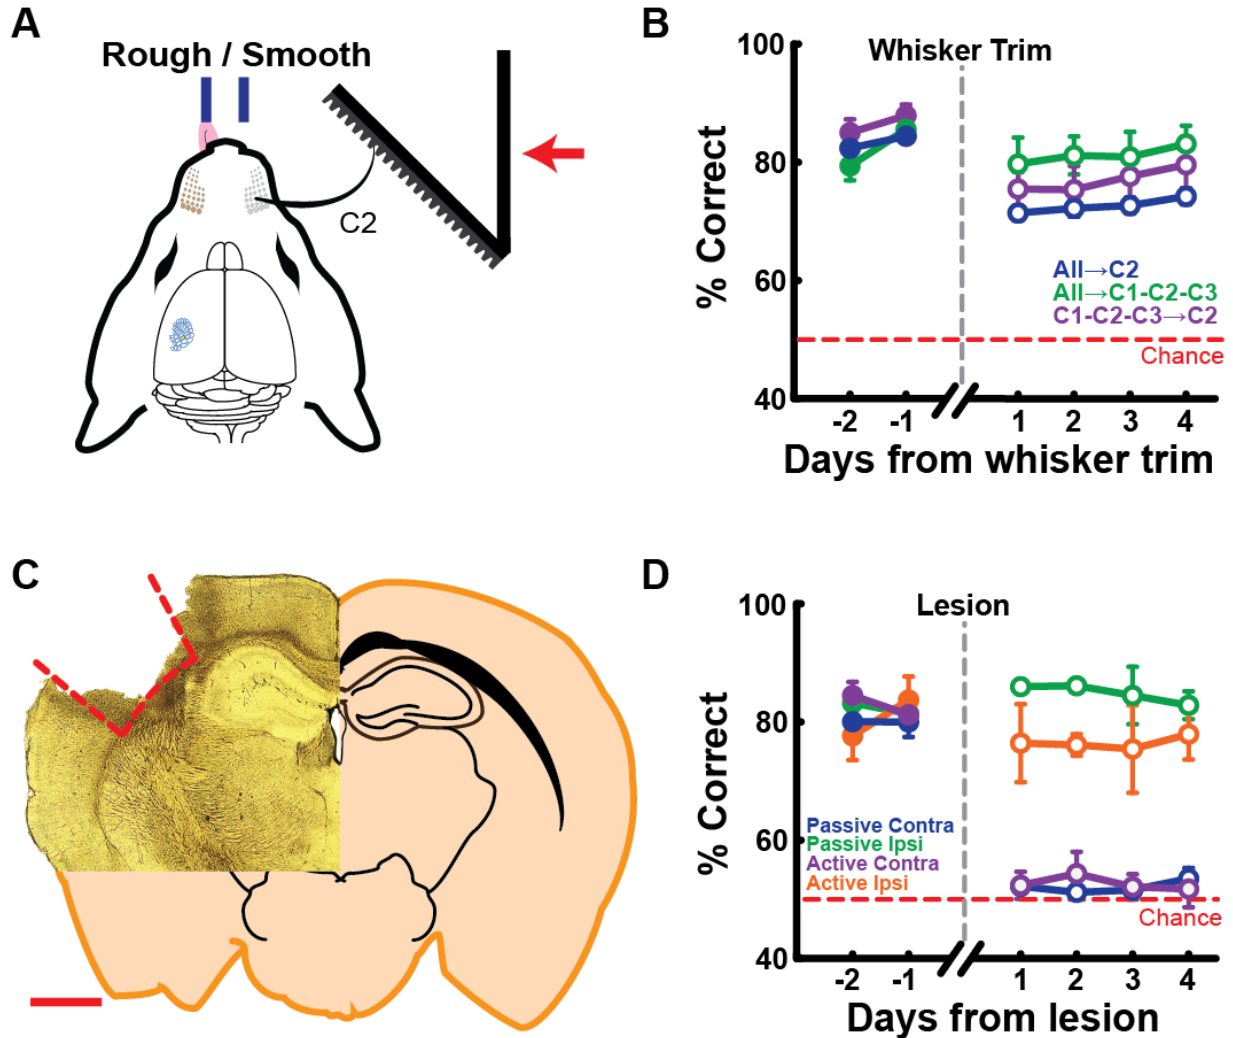 A
Rough / Smooth
C2
B
Whisker Trim
% Correct
100
80
60
40
All→C2
All→C1-C2-C3
C1-C2-C3→C2
Chance
-2 -1 1 2 3 4
Days from whisker trim
C
D
Lesion
% Correct
100
80
60
40
Passive Contra
Passive Ipsi
Active Contra
Active Ipsi
Chance
-2 -1 1 2 3 4
Days from lesion